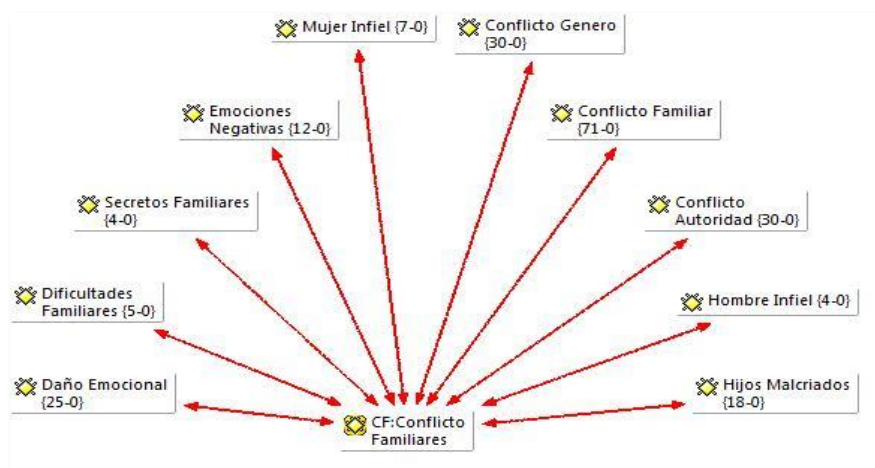 Mujer Infiel {7-0}
Conflicto Genero
{30-0}
Emociones
Negativas {12-0}
Conflicto Familiar
{71-0}
Secretos Familiares
{4-0}
Conflicto
Autoridad {30-0}
Dificultades
Familiares {5-0}
Hombre Infiel {4-0}
Daño Emocional
{25-0}
Hijos Malcriados
{18-0}
CF:Conflicto
Familiares